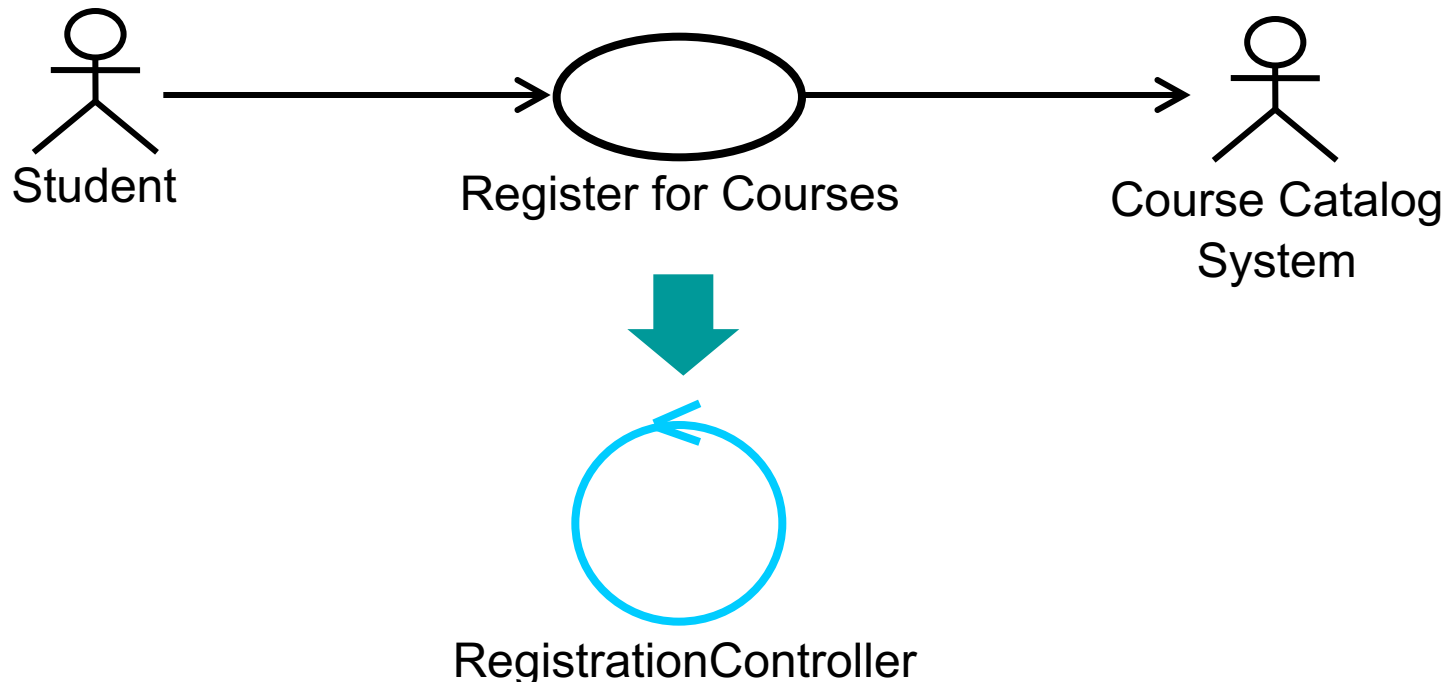 Student
Register for Courses
Course Catalog
System
RegistrationController